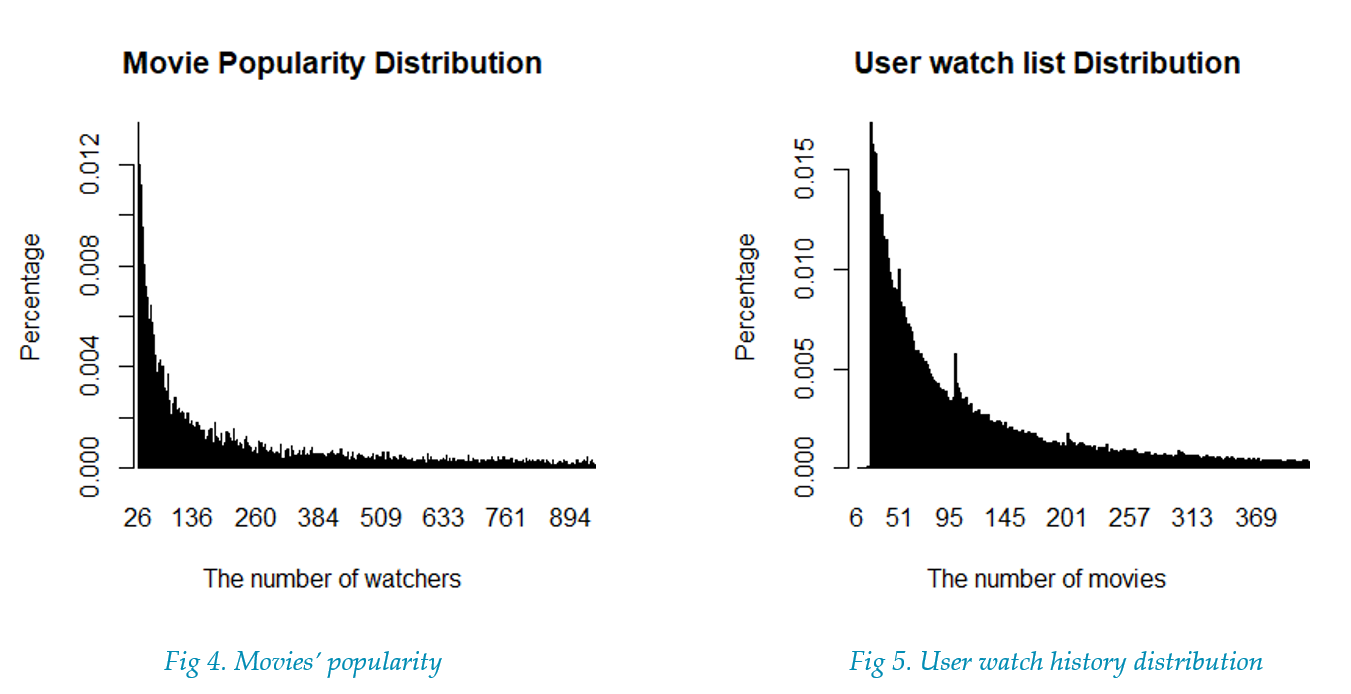 Movie Popularity Distribution
Percentage
0.000 0.004 0.008 0.012
26 136 260 384 509 633 761 894
The number of watchers
Fig 4. Movies’ popularity
User watch list Distribution
Percentage
0.000 0.005 0.010 0.015
6 51 95 145 201 257 313 369
The number of movies
Fig 5. User watch history distribution